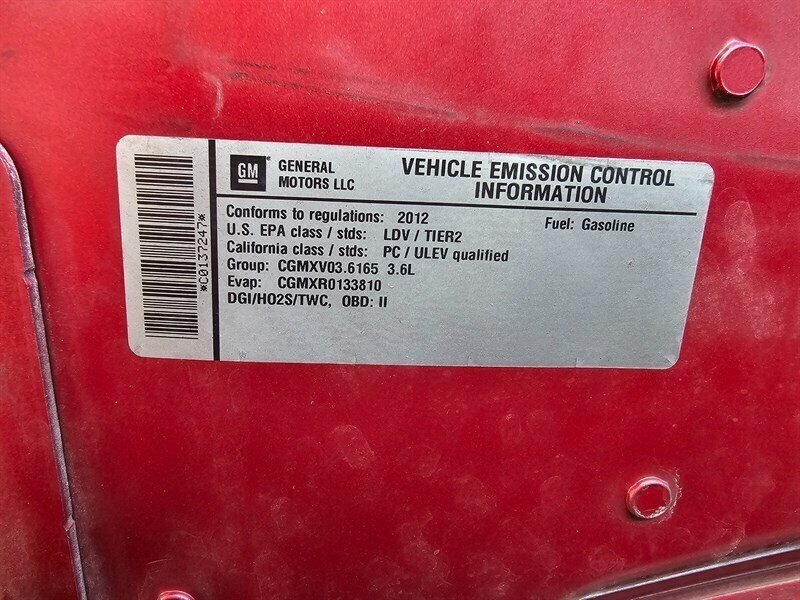 *C0137247*
GM
GENERAL
MOTORS LLC
VEHICLE EMISSION CONTROL
INFORMATION
Conforms to regulations: 2012 Fuel: Gasoline
U.S. EPA class / stds: LDV / TIER2
California class / stds: PC / ULEV qualified
Group: CGMXV03.6165 3.6L
Evap: CGMXR0133810
DGI/HO2S/TWC, OBD: II